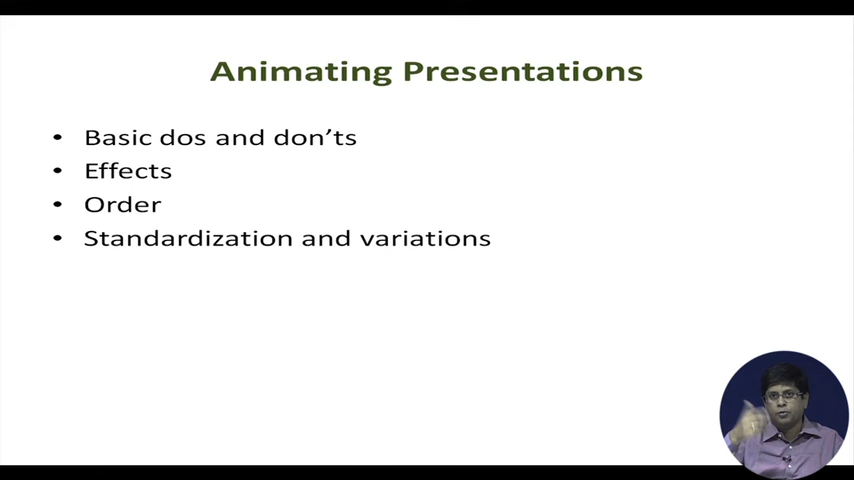 Animating Presentations
• Basic dos and don'ts
• Effects
• Order
• Standardization and variations